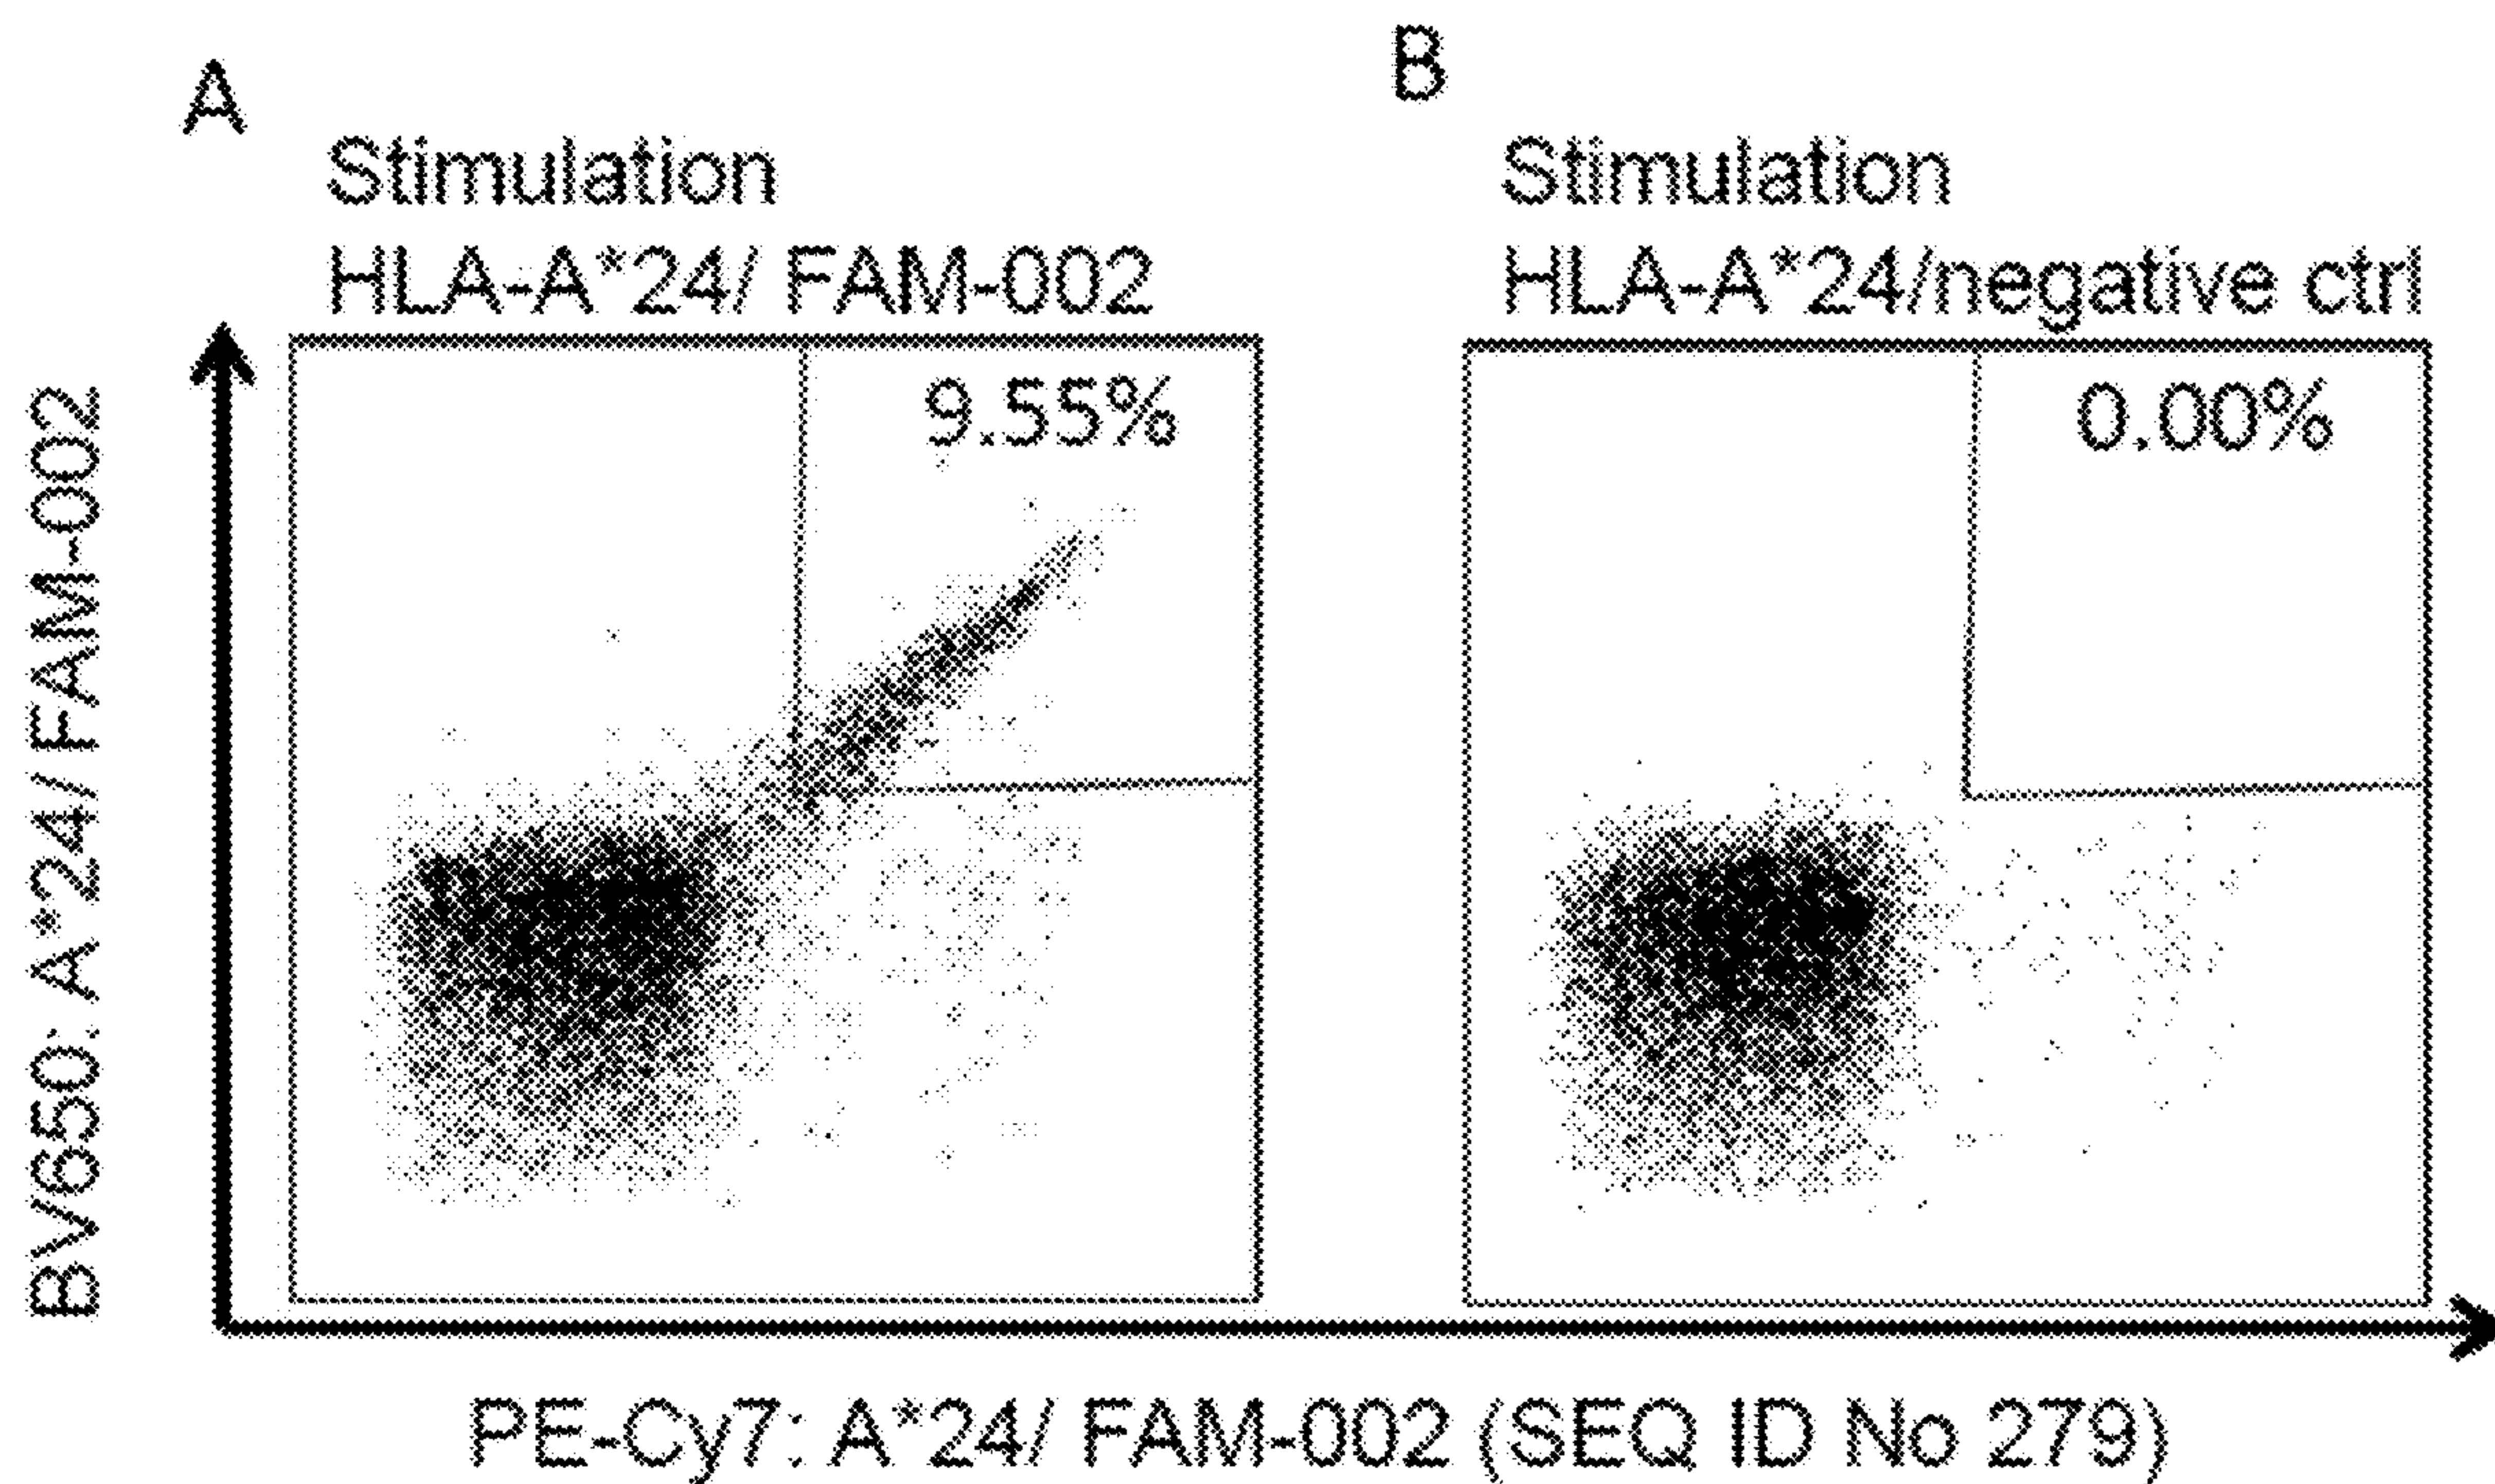 A
Stimulation
HLA-A*24/ FAM-002
9.55%
B
Stimulation
HLA-A*24/negative ctrl
0.00%
BV650: A*24/ FAM-002
PE-Cy7: A*24/ FAM-002 (SEQ ID No 279)